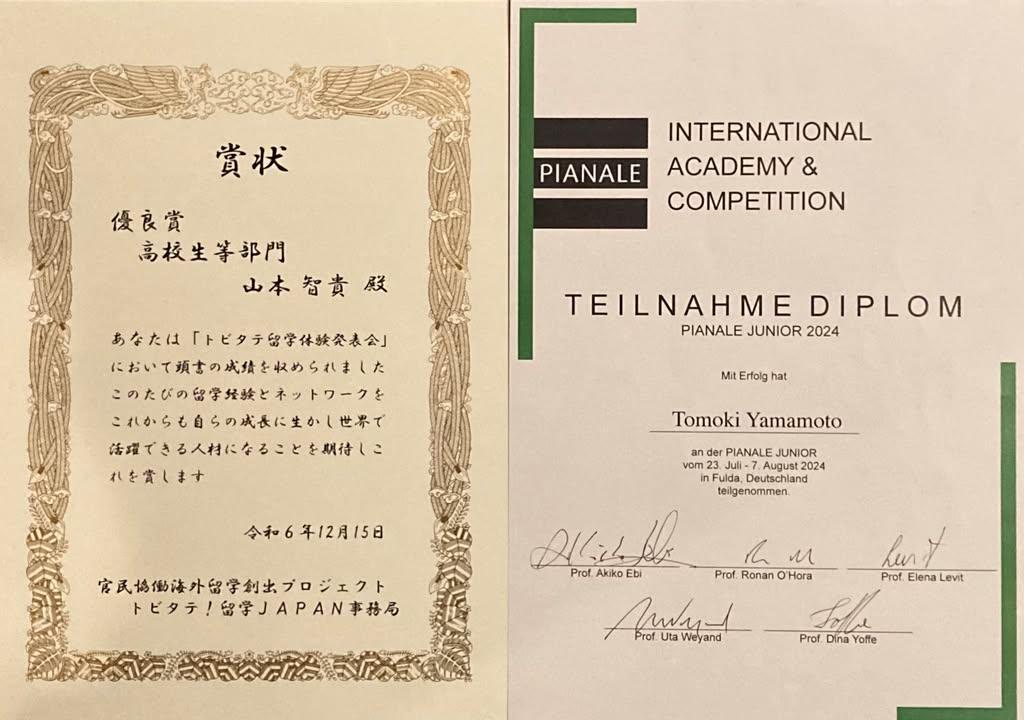 賞状
優良賞
高校生等部門
山本 智貴 殿
あなたは「トビタテ留学体験発表会」
において頭書の成績を収められました
このたびの留学経験とネットワークを
これからも自らの成長に生かし世界で
活躍できる人材になることを期待しこ
れを賞します
令和6年12月15日
官民協働海外留学創出プロジェクト
トビタテ!留学JAPAN事務局
PIANALE
INTERNATIONAL
ACADEMY &
COMPETITION
TEILNAHME DIPLOM
PIANALE JUNIOR 2024
Mit Erfolg hat
Tomoki Yamamoto
an der PIANALE JUNIOR
vom 23. Juli - 7. August 2024
in Fulda, Deutschland
teilgenommen.
Prof. Akiko Ebi
Prof. Ronan O'Hora
Prof. Elena Levit
Prof. Uta Weyand
Prof. Dina Yoffe